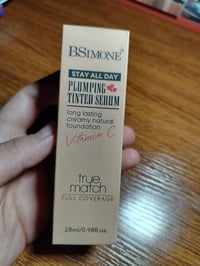 BSIMONE®
STAY ALL DAY
PLUMPING
TINTED SERUM
long lasting
creamy natural
foundation
Vitamin C
true
match
FULL COVERAGE
28ml/0.98fl.oz